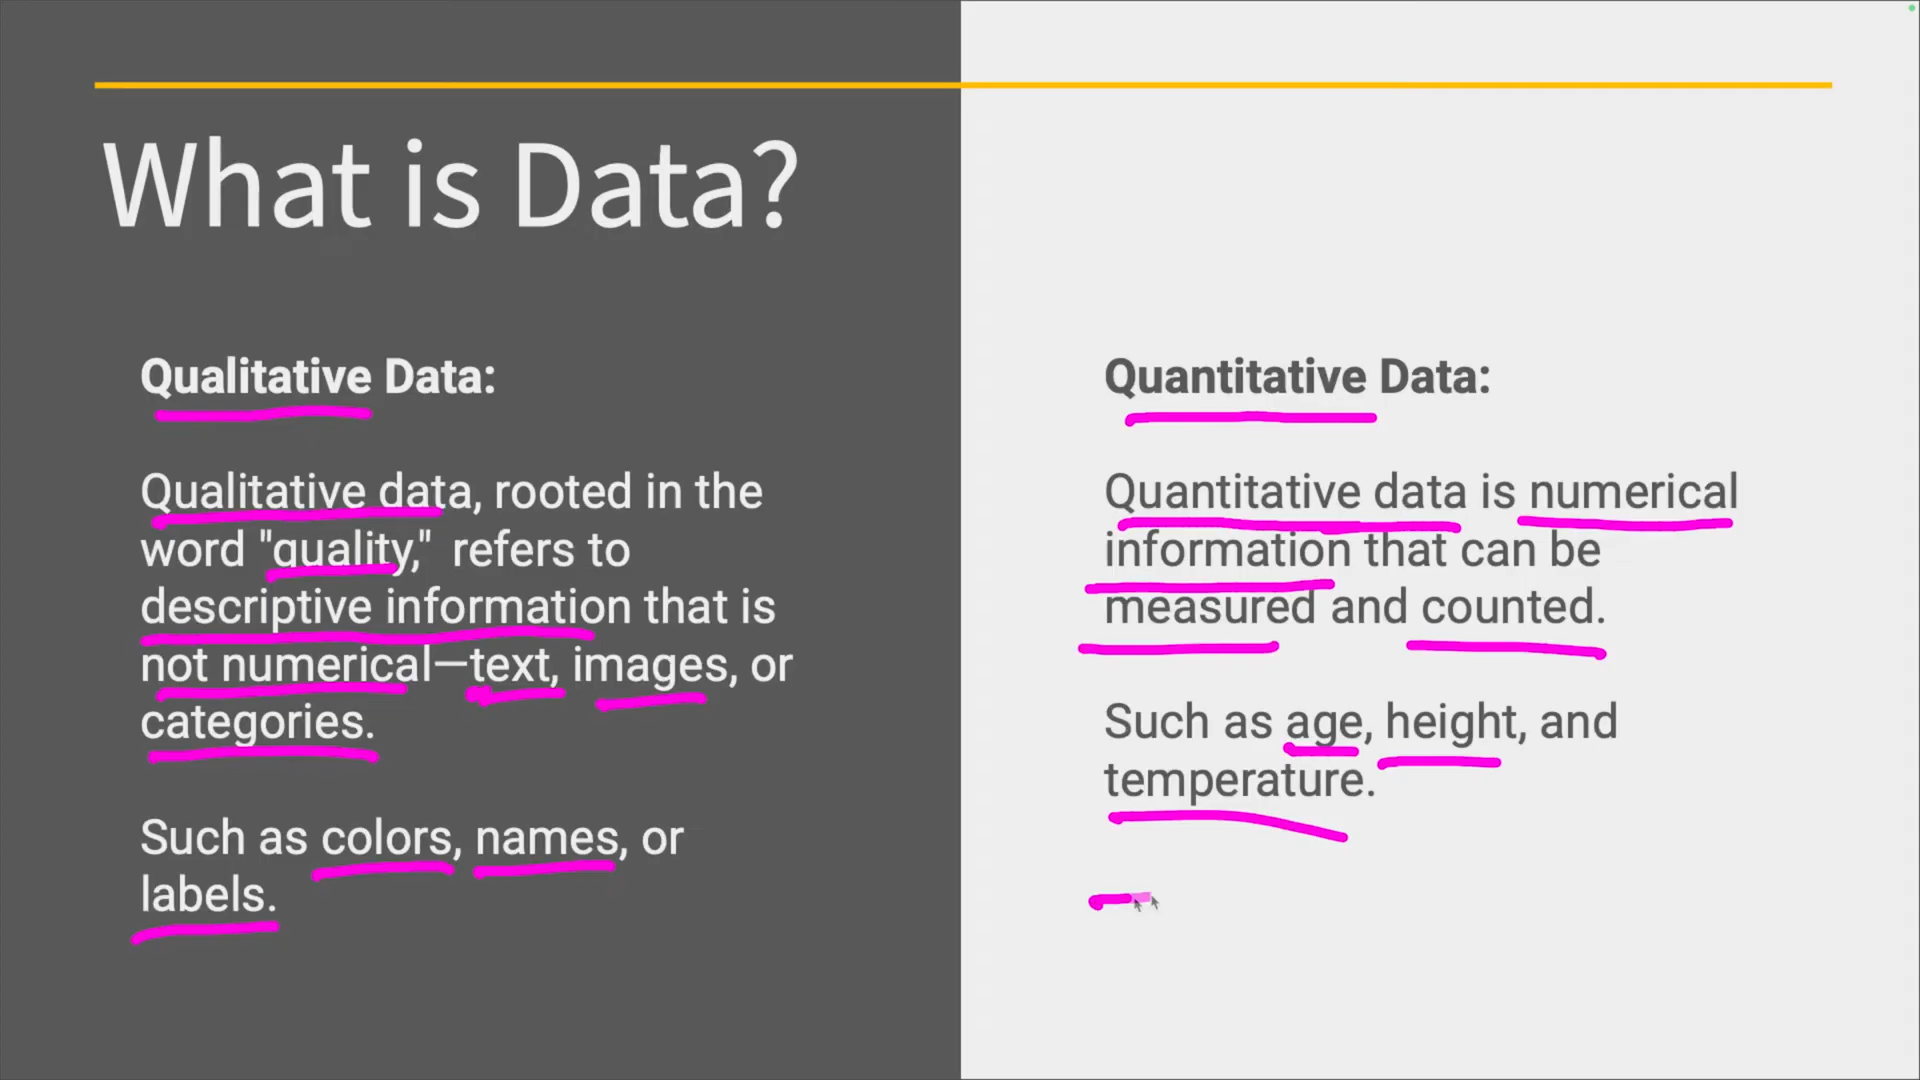 What is Data?
Qualitative Data:
Qualitative data, rooted in the
word "quality,"  refers to
descriptive information that is
not numerical—text, images, or
categories.
Such as colors, names, or
labels.
Quantitative Data:
Quantitative data is numerical
information that can be
measured and counted.
Such as age, height, and
temperature.